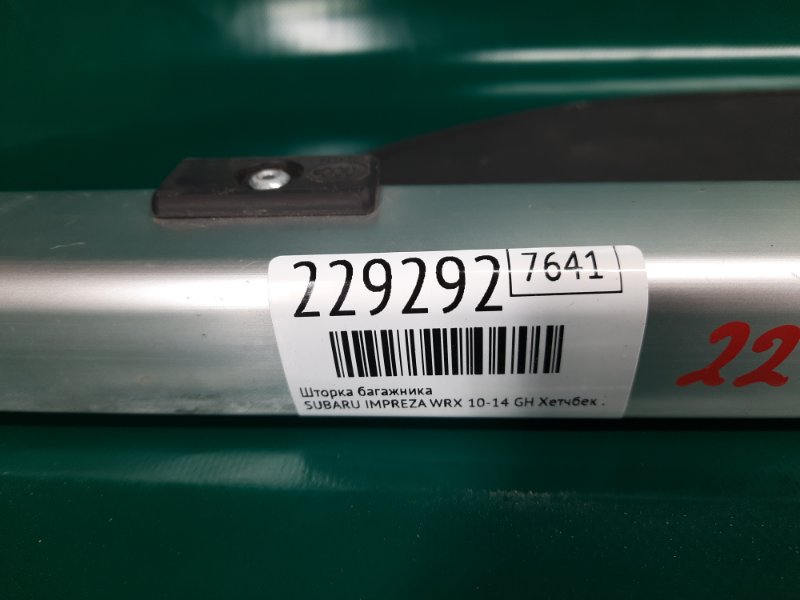 229292 7641
Шторка багажника
SUBARU IMPREZA WRX 10-14 GH Хетчбек .
22